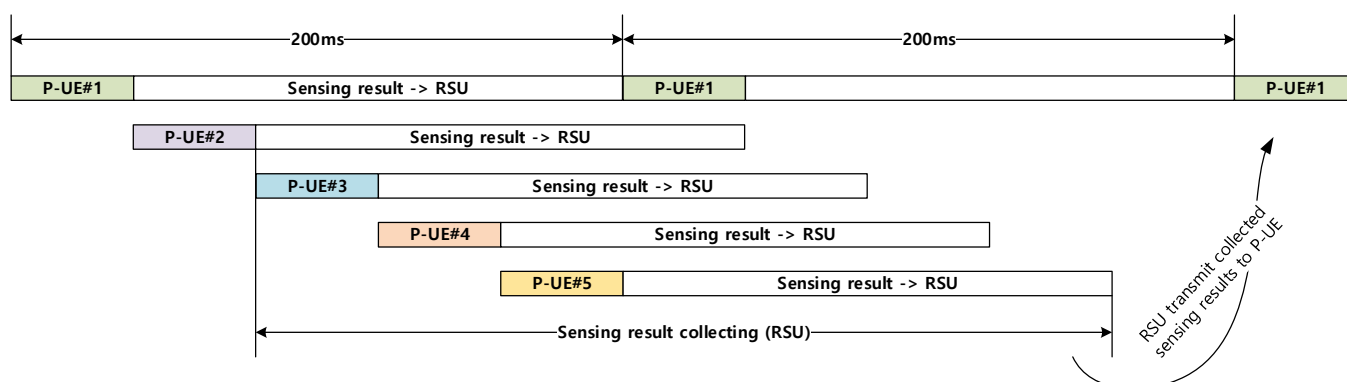 200ms
200ms
P-UE#1
Sensing result -> RSU
P-UE#1
P-UE#1
P-UE#2
Sensing result -> RSU
P-UE#3
Sensing result -> RSU
P-UE#4
Sensing result -> RSU
P-UE#5
Sensing result -> RSU
Sensing result collecting (RSU)
RSU transmit collected
sensing results to P-UE